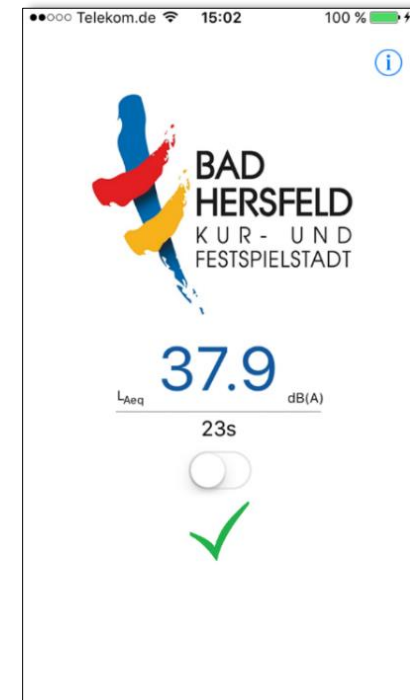 Telekom.de 15:02 100 %
i
BAD
HERSFELD
KUR- UND
FESTSPIELSTADT
37.9
LAeq dB(A)
23s